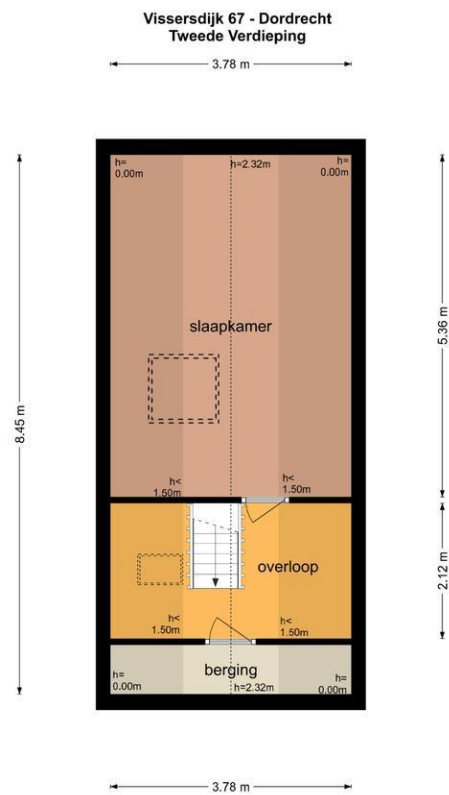 Vissersdijk 67 - Dordrecht
Tweede Verdieping
3.78 m
h=
0.00m
h=2.32m
h=
0.00m
slaapkamer
5.36 m
8.45 m
h<
1.50m
h<
1.50m
overloop
2.12 m
h<
1.50m
h<
1.50m
berging
h=
0.00m
h=2.32m
h=
0.00m
3.78 m